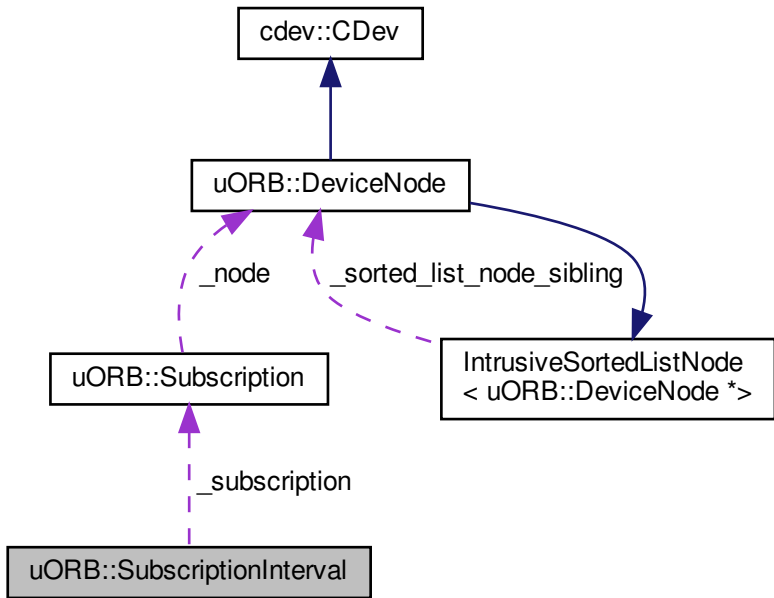 cdev::CDev
uORB::DeviceNode
_node
_sorted_list_node_sibling
uORB::Subscription
IntrusiveSortedListNode
< uORB::DeviceNode *>
_subscription
uORB::SubscriptionInterval